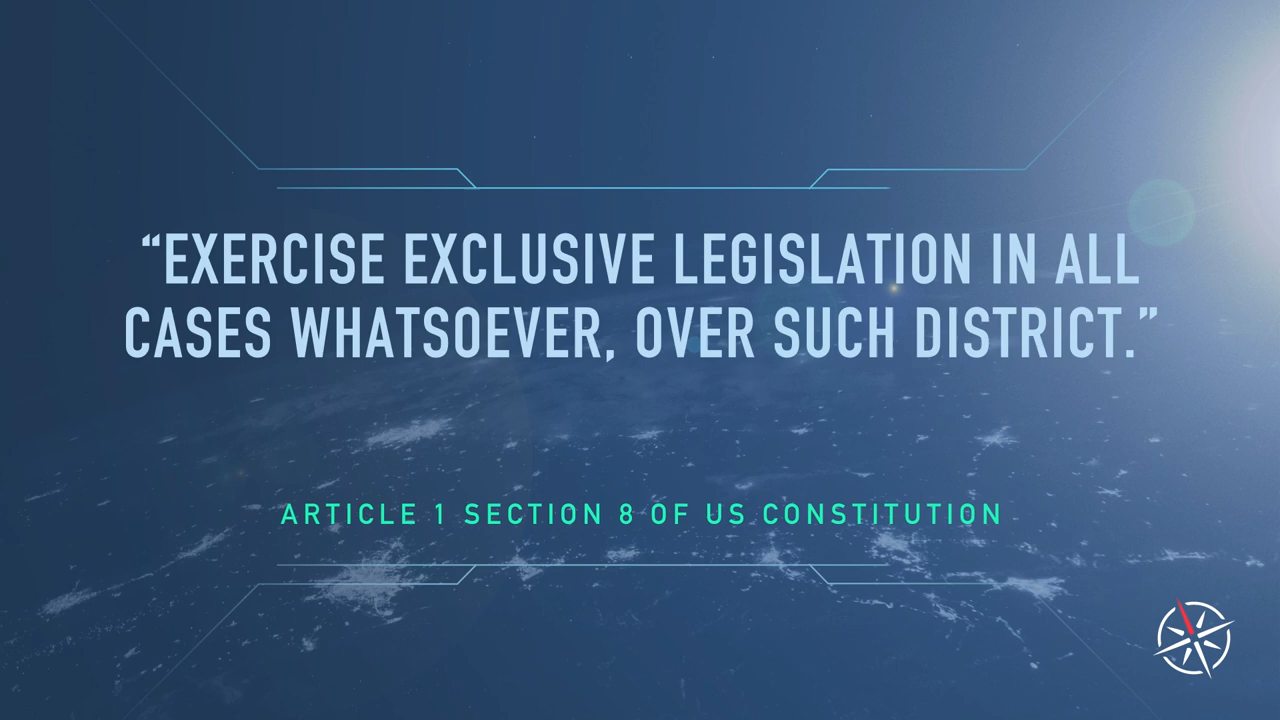 “EXERCISE EXCLUSIVE LEGISLATION IN ALL
CASES WHATSOEVER, OVER SUCH DISTRICT.”
ARTICLE 1 SECTION 8 OF US CONSTITUTION